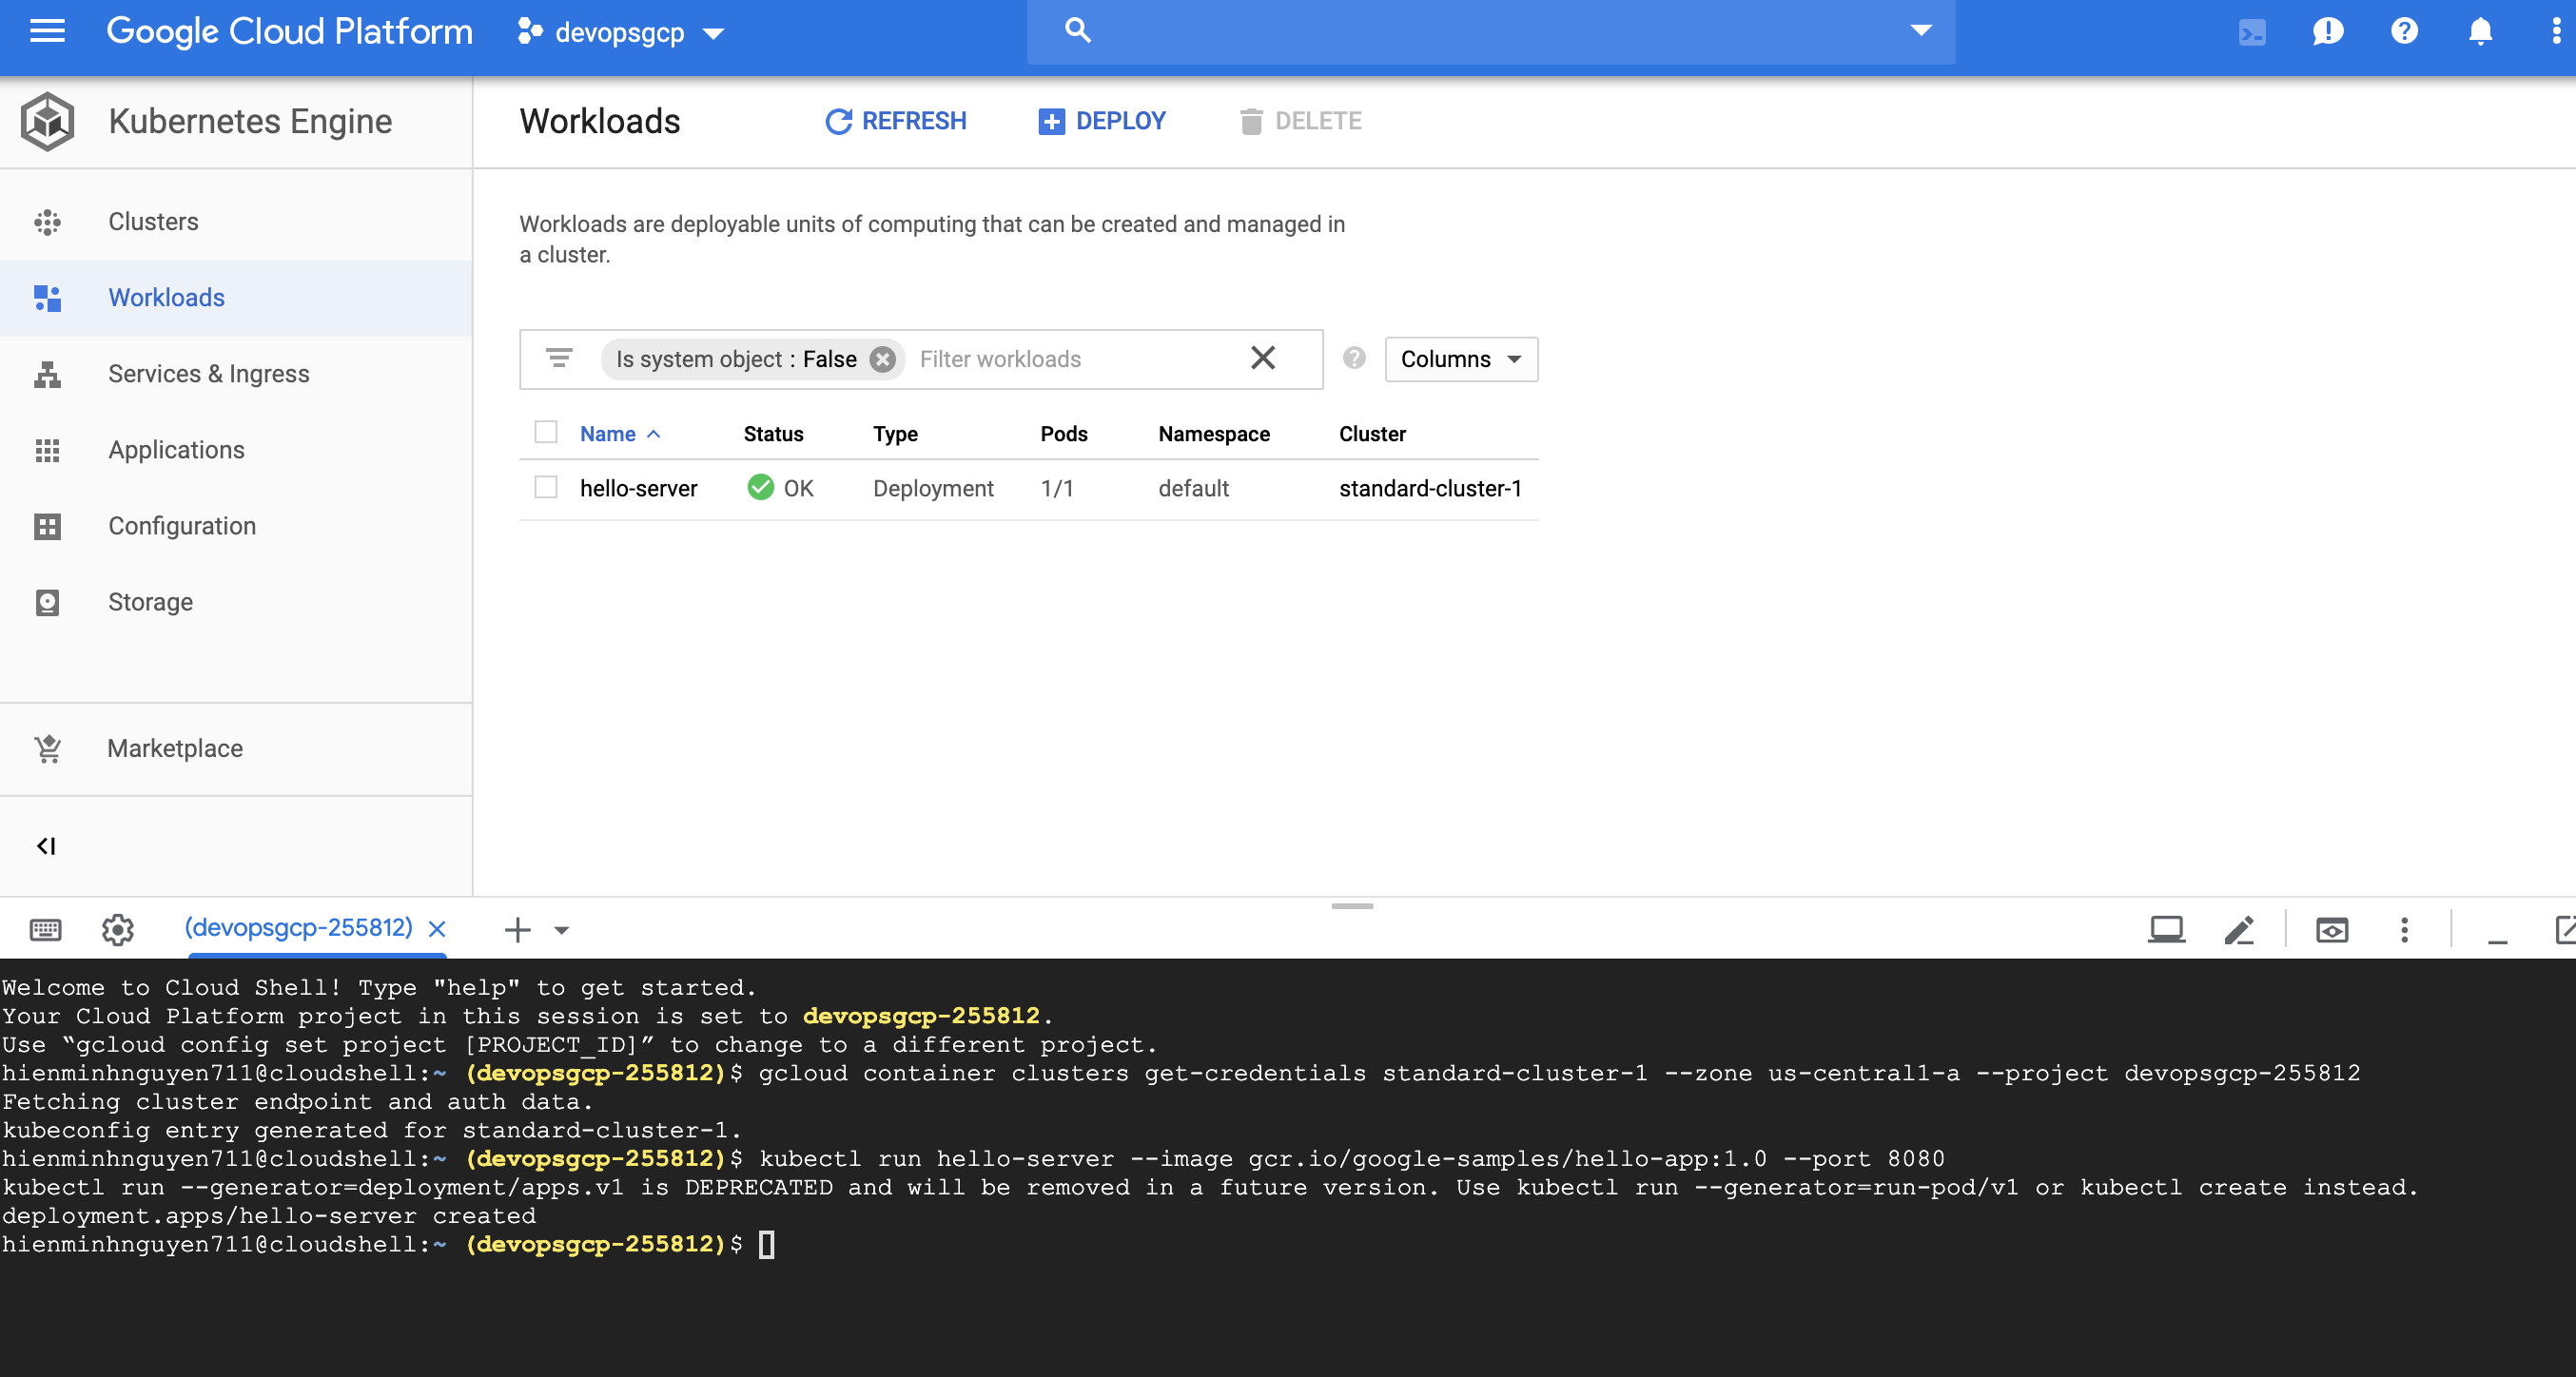 Google Cloud Platform devopsgcp
Kubernetes Engine
Workloads REFRESH DEPLOY DELETE
Clusters
Workloads
Services & Ingress
Applications
Configuration
Storage
Marketplace
Workloads are deployable units of computing that can be created and managed in
a cluster.
Is system object : False Filter workloads Columns
Name Status Type Pods Namespace Cluster
hello-server OK Deployment 1/1 default standard-cluster-1
(devopsgcp-255812)
Welcome to Cloud Shell! Type "help" to get started.
Your Cloud Platform project in this session is set to devopsgcp-255812.
Use “gcloud config set project [PROJECT_ID]” to change to a different project.
hienminhnguyen711@cloudshell:~ (devopsgcp-255812)$ gcloud container clusters get-credentials standard-cluster-1 --zone us-central1-a --project devopsgcp-255812
Fetching cluster endpoint and auth data.
kubeconfig entry generated for standard-cluster-1.
hienminhnguyen711@cloudshell:~ (devopsgcp-255812)$ kubectl run hello-server --image gcr.io/google-samples/hello-app:1.0 --port 8080
kubectl run --generator=deployment/apps.v1 is DEPRECATED and will be removed in a future version. Use kubectl run --generator=run-pod/v1 or kubectl create instead.
deployment.apps/hello-server created
hienminhnguyen711@cloudshell:~ (devopsgcp-255812)$